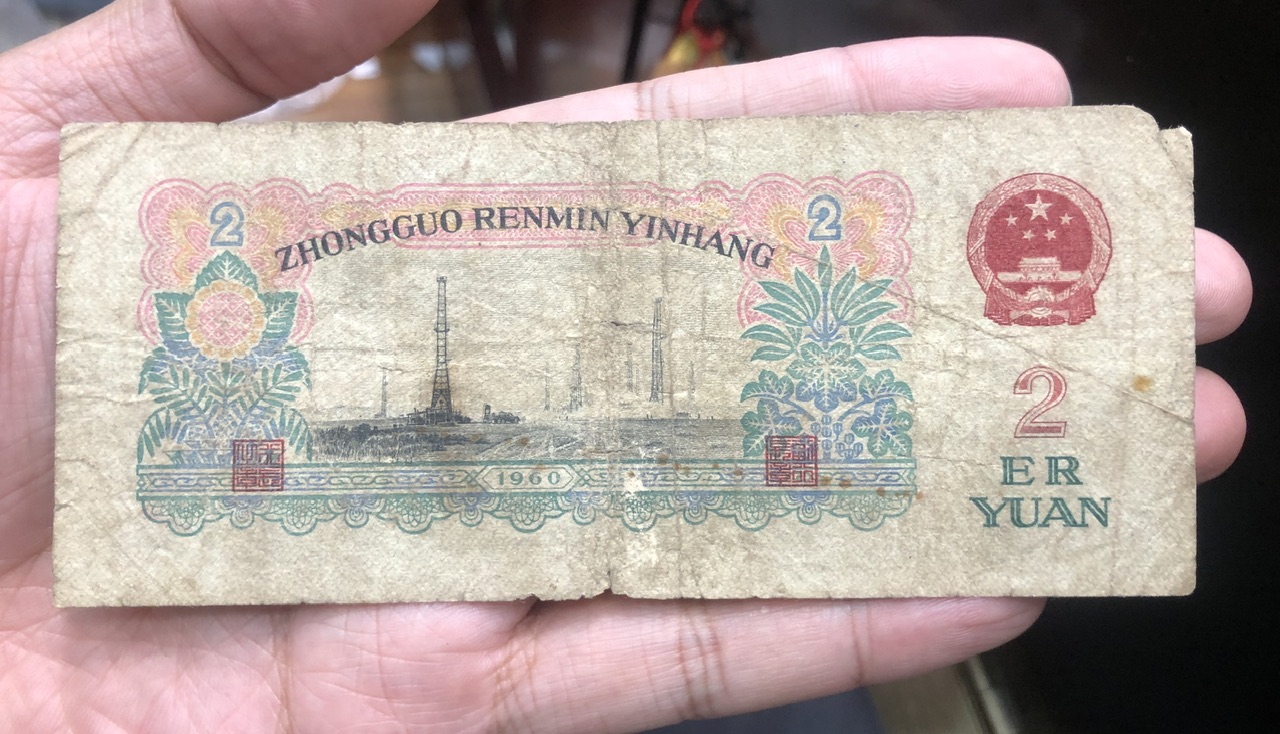 2
2
ZHONGGUO RENMIN YINHANG
1960
2
ER
YUAN